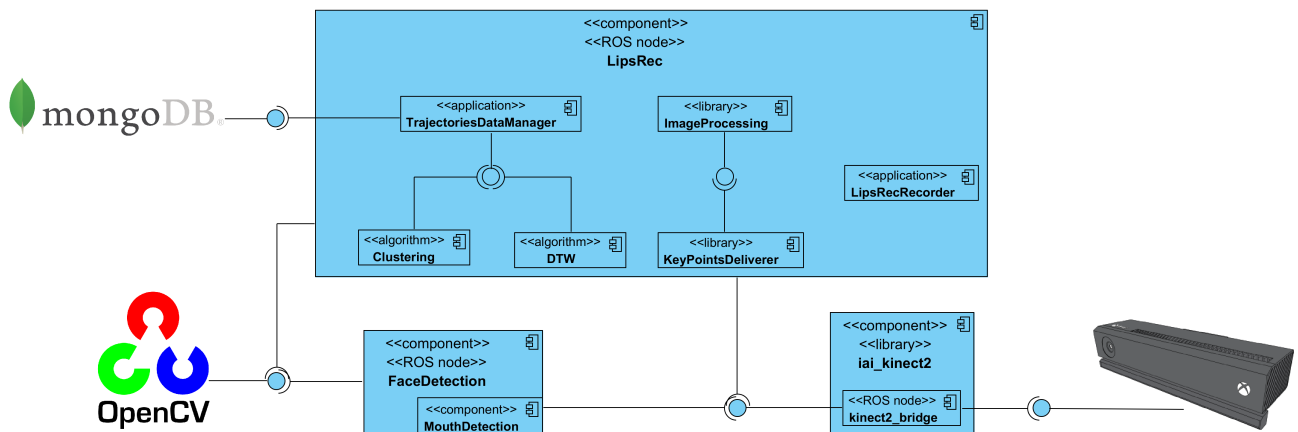 <<component>>
<<ROS node>>
LipsRec
mongoDB®
<<application>>
TrajectoriesDataManager
<<library>>
ImageProcessing
<<application>>
LipsRecRecorder
<<algorithm>>
Clustering
<<algorithm>>
DTW
<<library>>
KeyPointsDeliverer
OpenCV
<<component>>
<<ROS node>>
FaceDetection
<<component>>
MouthDetection
<<component>>
<<library>>
iai_kinect2
<<ROS node>>
kinect2_bridge